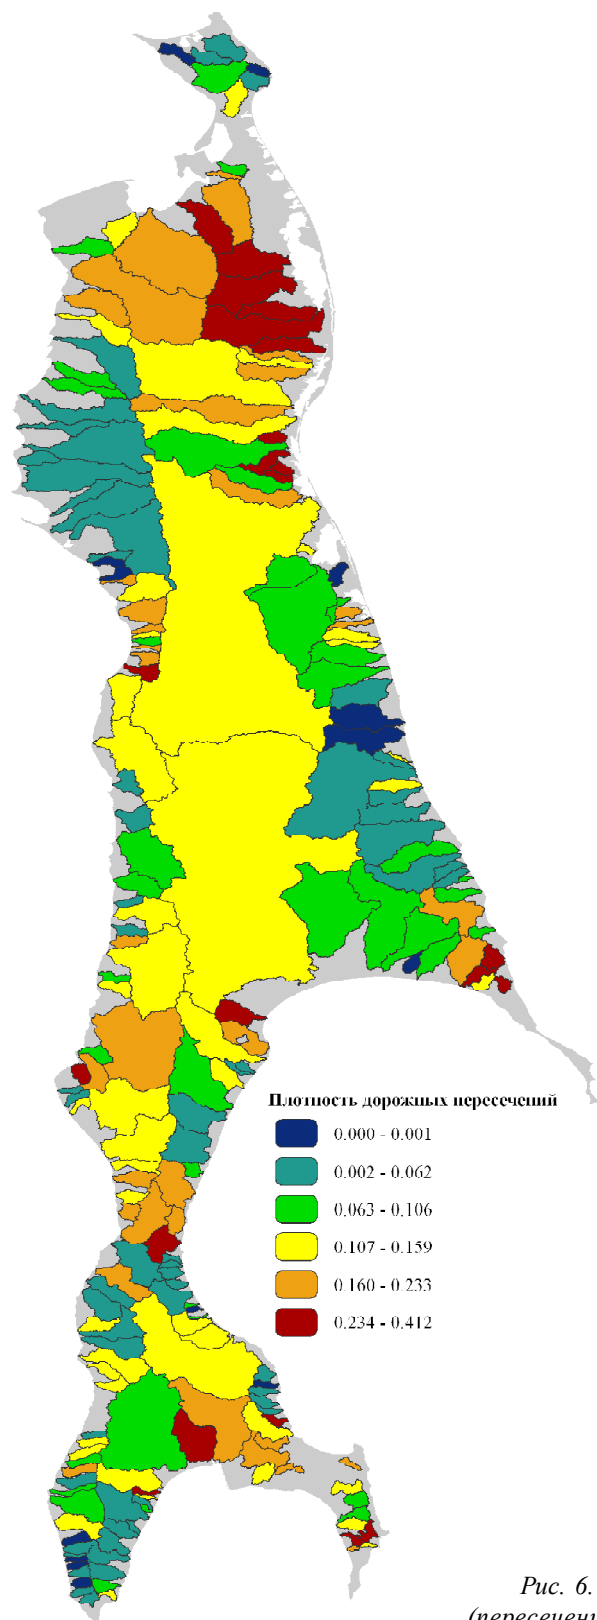 Плотность дорожных пересечений
0.000 - 0.001
0.002 - 0.062
0.063 - 0.106
0.107 - 0.159
0.160 - 0.233
0.234 - 0.412
Рис. 6.
(пересечени